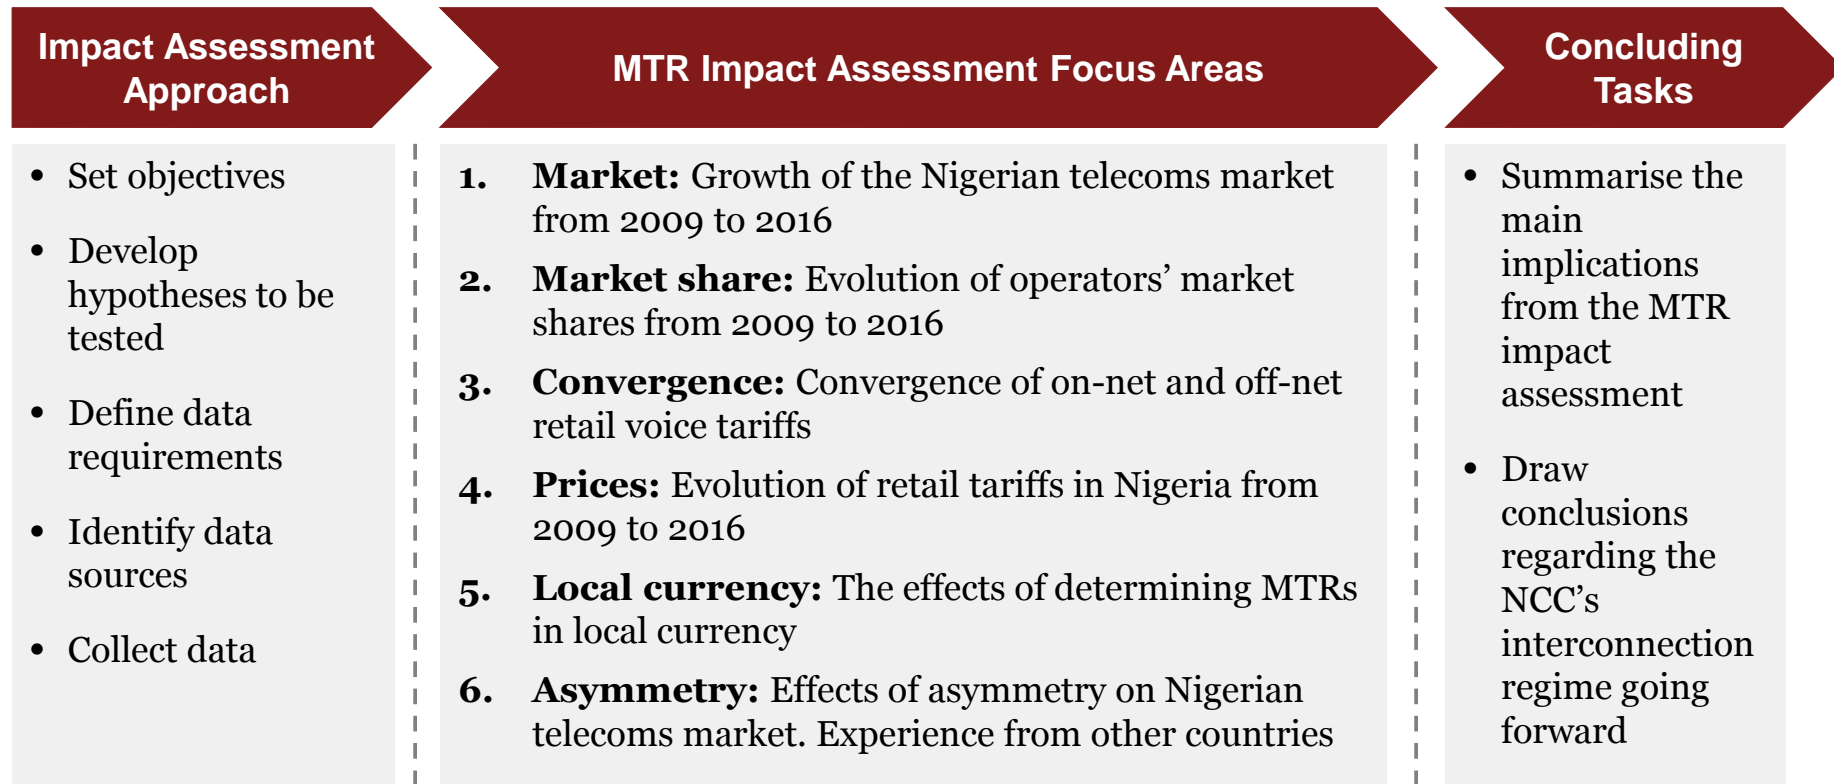 Impact Assessment
Approach
MTR Impact Assessment Focus Areas
Concluding
Tasks
• Set objectives
• Develop
hypotheses to be
tested
• Define data
requirements
• Identify data
sources
• Collect data
1. Market: Growth of the Nigerian telecoms market
from 2009 to 2016
2. Market share: Evolution of operators’ market
shares from 2009 to 2016
3. Convergence: Convergence of on-net and off-net
retail voice tariffs
4. Prices: Evolution of retail tariffs in Nigeria from
2009 to 2016
5. Local currency: The effects of determining MTRs
in local currency
6. Asymmetry: Effects of asymmetry on Nigerian
telecoms market. Experience from other countries
• Summarise the
main
implications
from the MTR
impact
assessment
• Draw
conclusions
regarding the
NCC’s
interconnection
regime going
forward